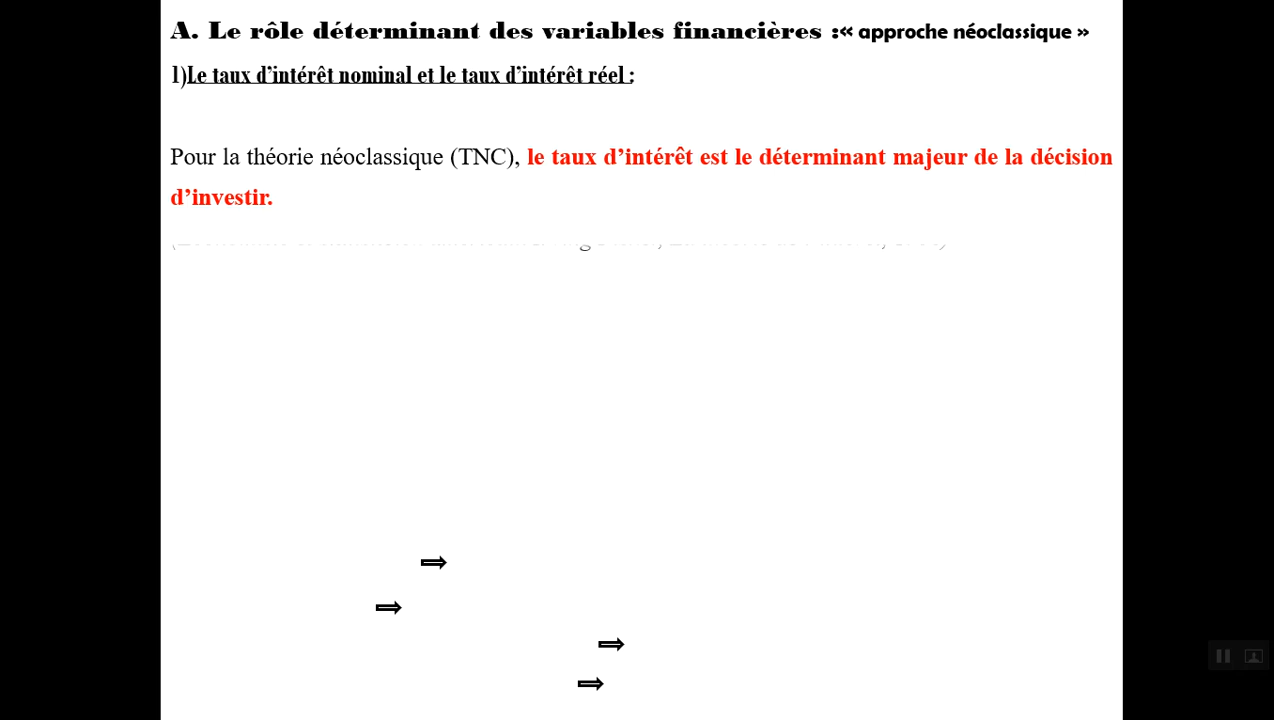 A. Le rôle déterminant des variables financières :« approche néoclassique »
1)Le taux d’intérêt nominal et le taux d’intérêt réel :
Pour la théorie néoclassique (TNC), le taux d’intérêt est le déterminant majeur de la décision
d’investir.